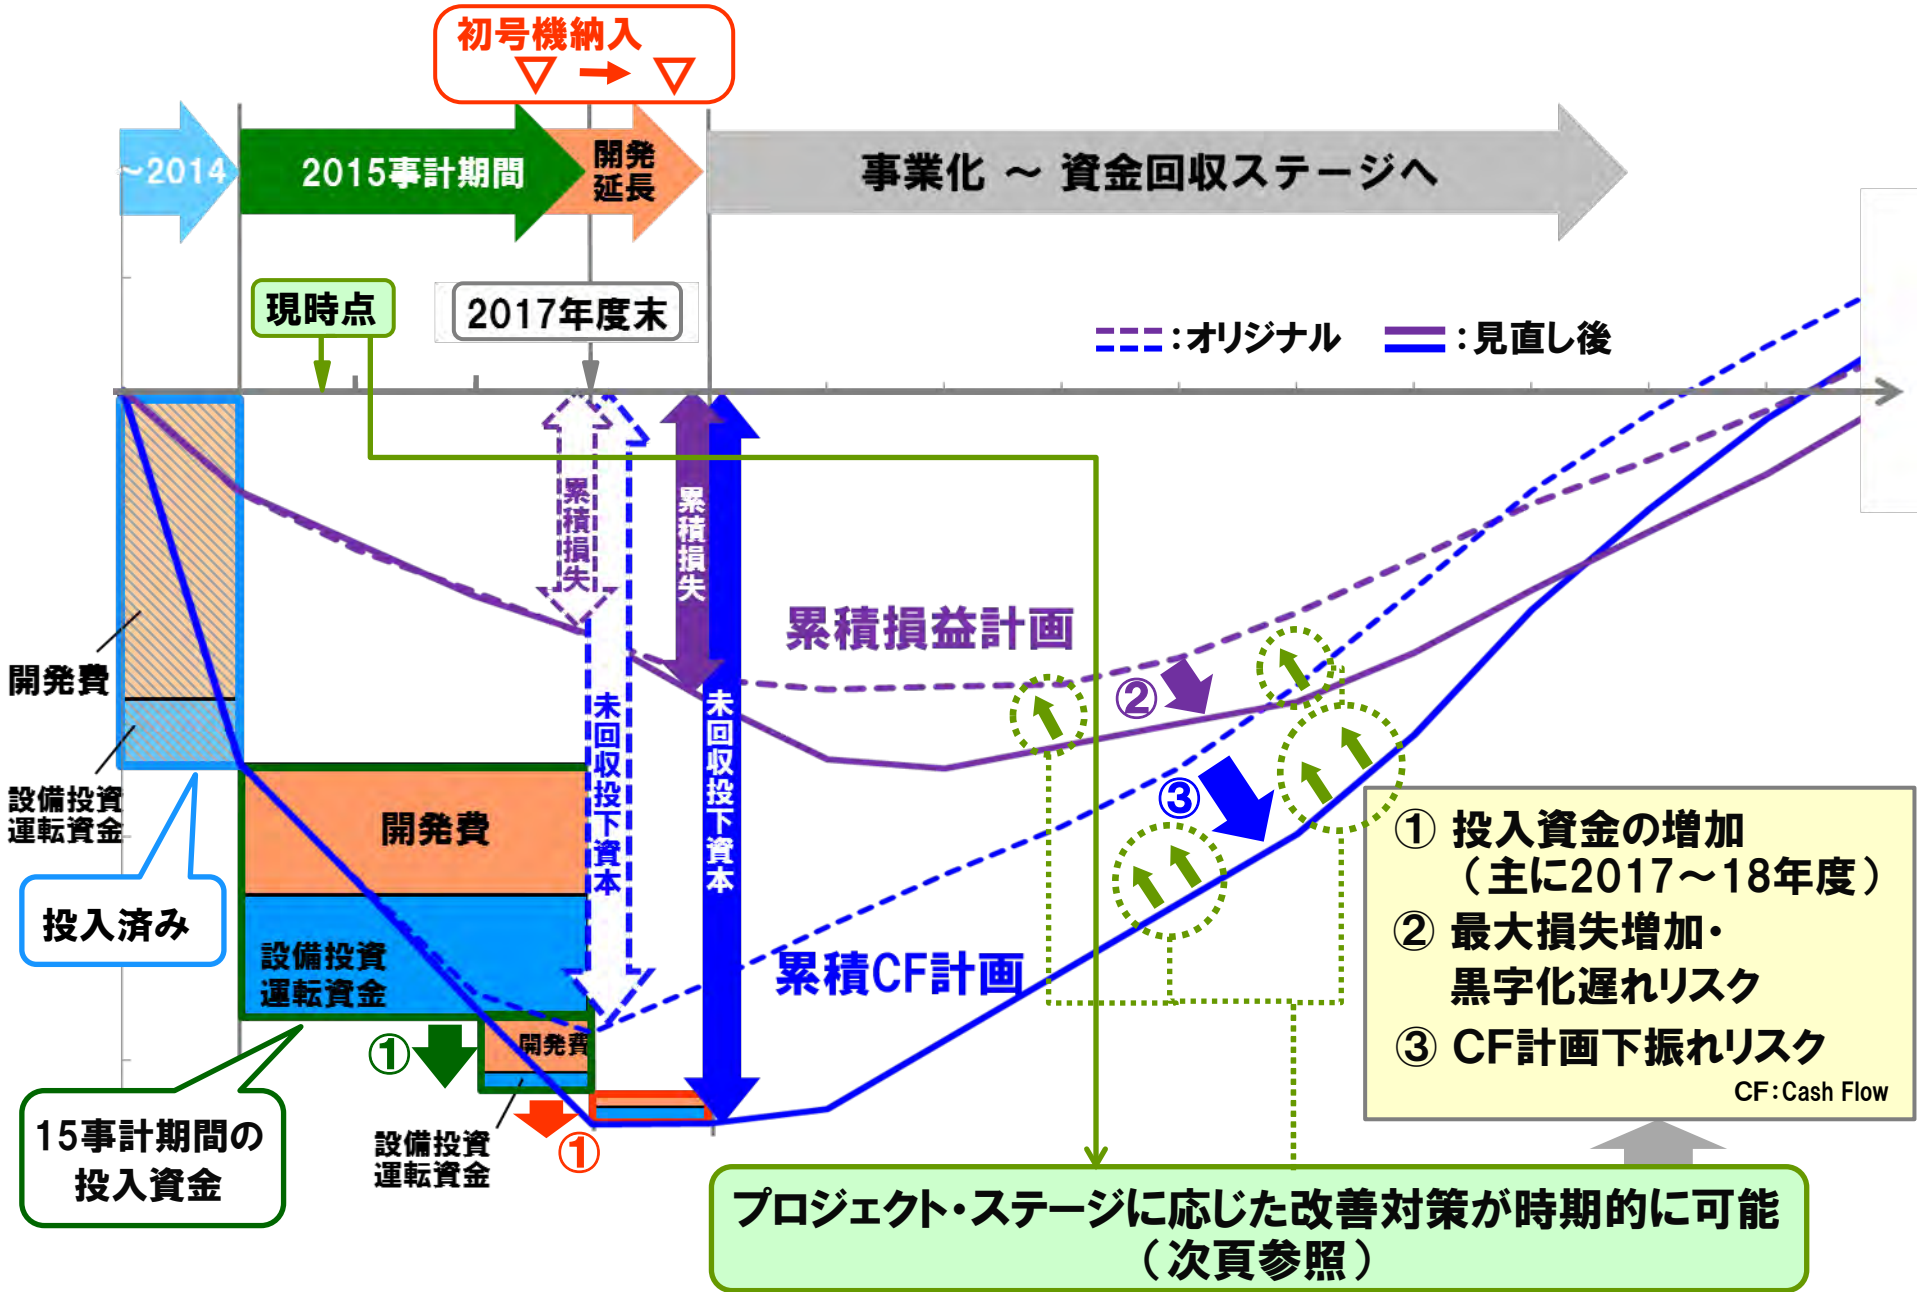 初号機納入
▽ → ▽
~2014
2015事計期間
開発
延長
事業化 ～ 資金回収ステージへ
現時点
2017年度末
:オリジナル
:見直し後
累積損失
累積損失
未回収投下資本
未回収投下資本
累積損益計画
累積CF計画
開発費
設備投資
運転資金
投入済み
開発費
設備投資
運転資金
開発費
設備投資
運転資金
①
①
②
③
15事計期間の
投入資金
① 投入資金の増加
（主に2017～18年度）
② 最大損失増加・
黒字化遅れリスク
③ CF計画下振れリスク
CF:Cash Flow
プロジェクト・ステージに応じた改善対策が時期的に可能
（次頁参照）